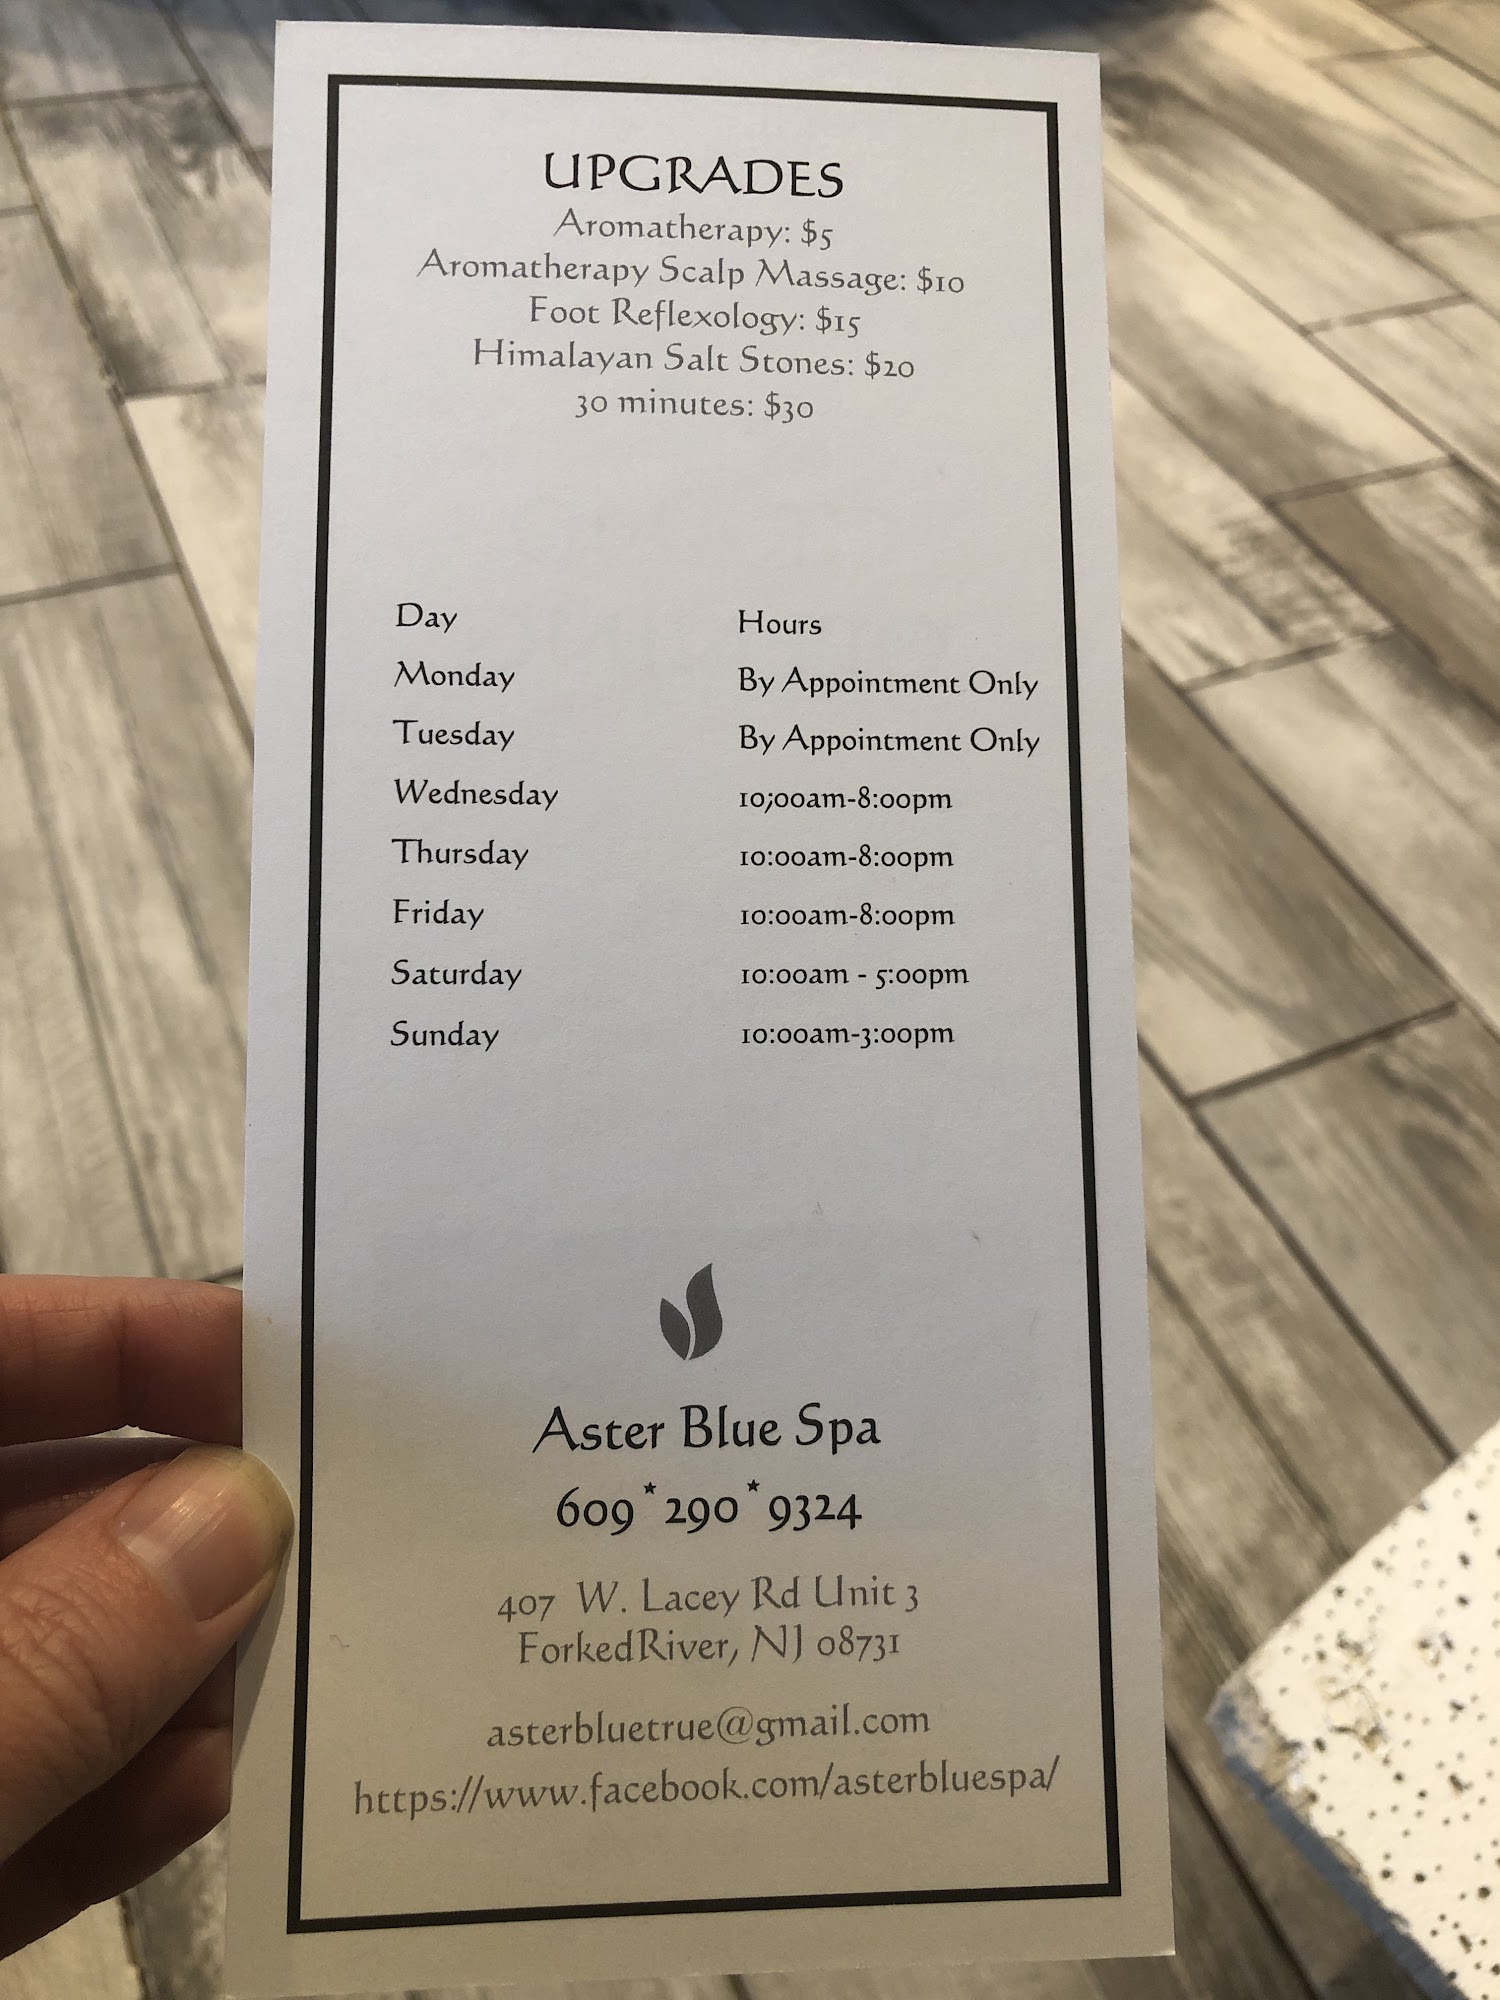 UPGRADES
Aromatherapy: $5
Aromatherapy Scalp Massage: $10
Foot Reflexology: $15
Himalayan Salt Stones: $20
30 minutes: $30
Day Hours
Monday By Appointment Only
Tuesday By Appointment Only
Wednesday 10;00am-8:00pm
Thursday 10:00am-8:00pm
Friday 10:00am-8:00pm
Saturday 10:00am - 5:00pm
Sunday 10:00am-3:00pm
Aster Blue Spa
609*290*9324
407 W. Lacey Rd Unit 3
ForkedRiver, NJ 08731
asterbluetrue@gmail.com
https://www.facebook.com/asterbluespa/